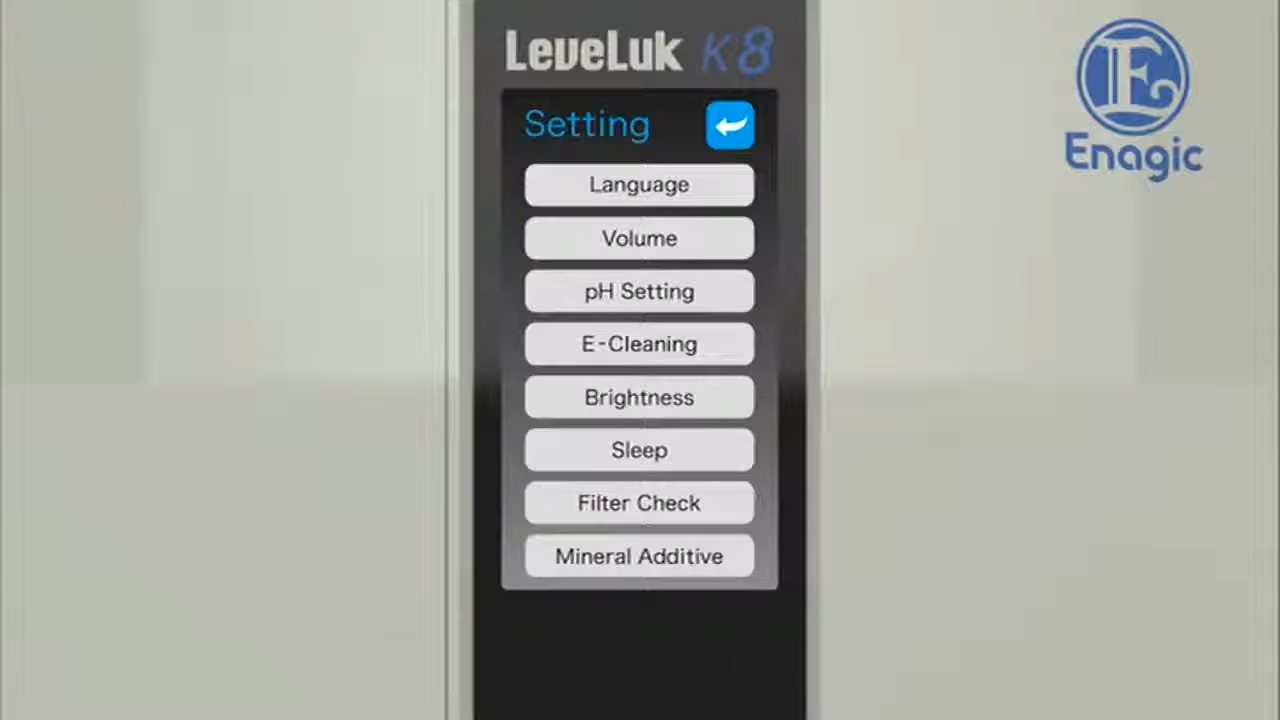 LeveLuk K8
Setting
Language
Volume
pH Setting
E-Cleaning
Brightness
Sleep
Filter Check
Mineral Additive
E
Enagic